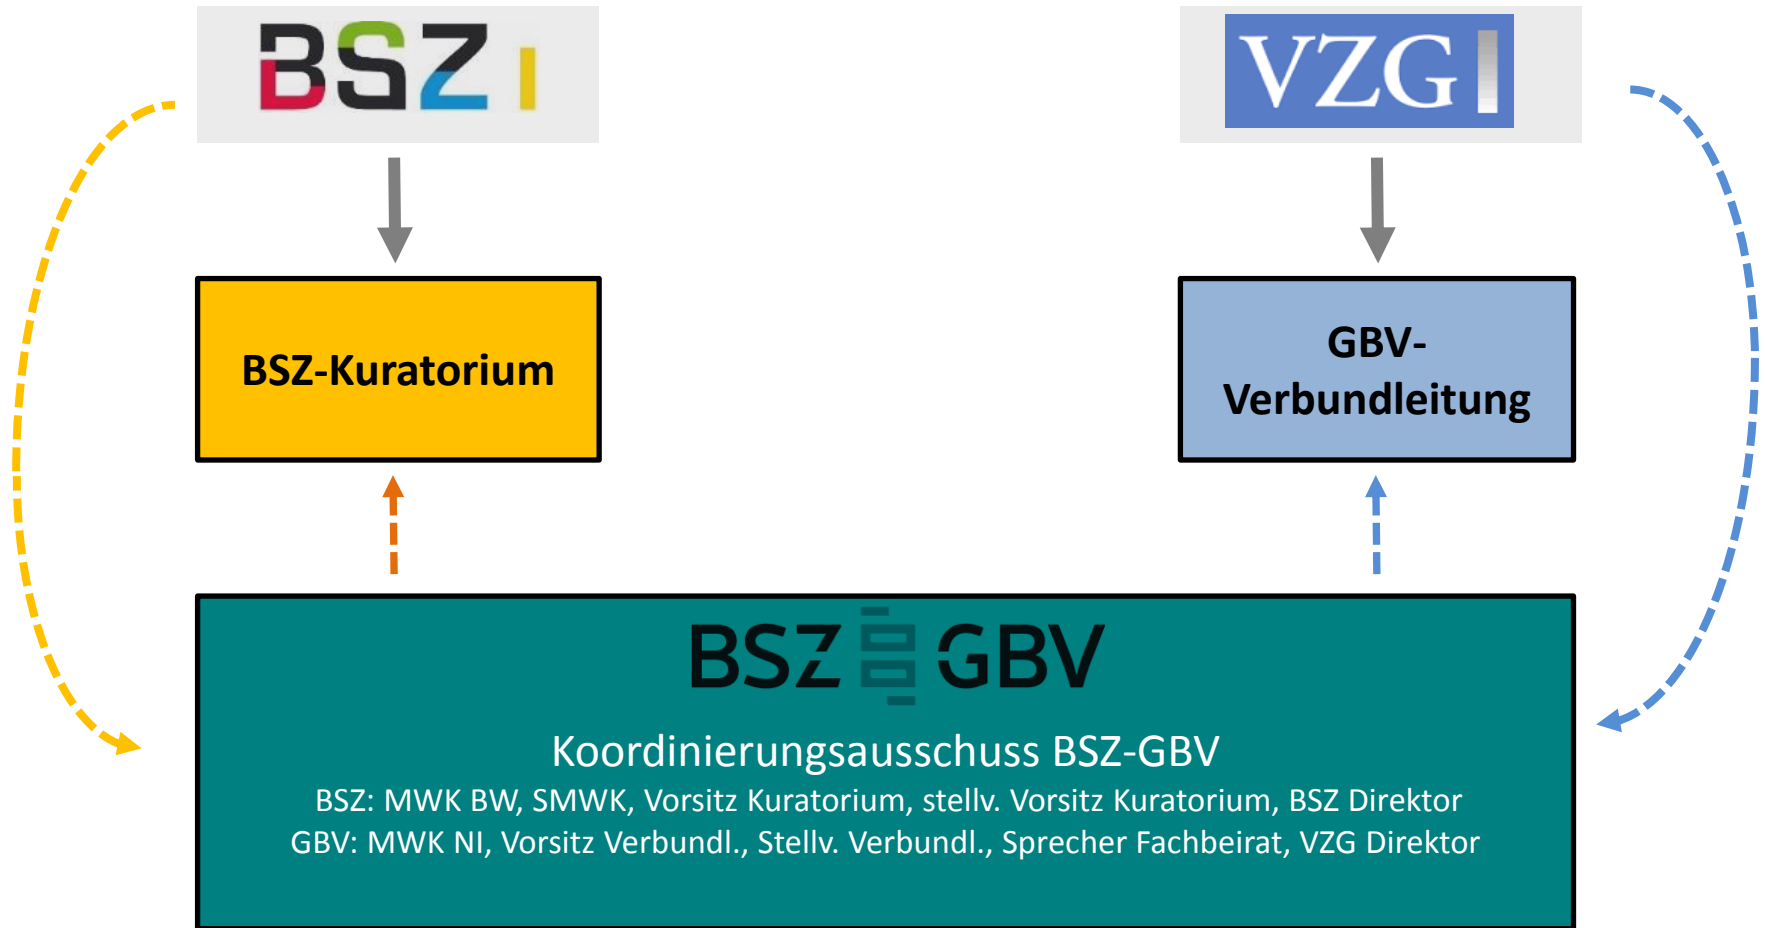 BSZ
VZG
BSZ-Kuratorium
GBV-
Verbundleitung
BSZ GBV
Koordinierungsausschuss BSZ-GBV
BSZ: MWK BW, SMWK, Vorsitz Kuratorium, stellv. Vorsitz Kuratorium, BSZ Direktor
GBV: MWK NI, Vorsitz Verbundl., Stellv. Verbundl., Sprecher Fachbeirat, VZG Direktor